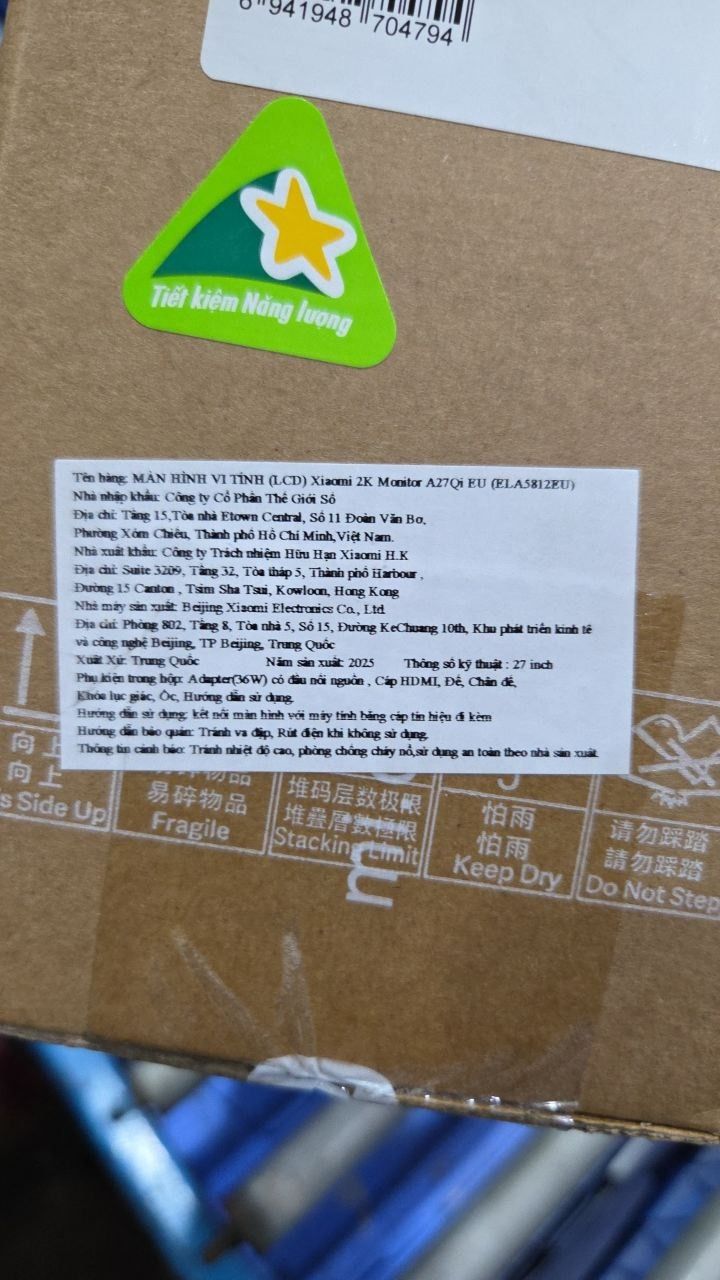 6 941948 704794
Tiết kiệm Năng lượng
Tên hàng: MÀN HÌNH VI TÍNH (LCD) Xiaomi 2K Monitor A27Qi EU (ELA5812EU)
Nhà nhập khẩu: Công ty Cổ Phần Thế Giới Số
Địa chỉ: Tầng 15,Tòa nhà Etown Central, Số 11 Đoàn Văn Bơ,
Phường Xóm Chiếu, Thành phố Hồ Chí Minh,Việt Nam.
Nhà xuất khẩu: Công ty Trách nhiệm Hữu Hạn Xiaomi H.K
Địa chỉ: Suite 3209, Tầng 32, Tòa tháp 5, Thành phố Harbour ,
Đường 15 Canton , Tsim Sha Tsui, Kowloon, Hong Kong
Nhà máy sản xuất: Beijing Xiaomi Electronics Co., Ltd
Địa chỉ: Phòng 802, Tầng 8, Tòa nhà 5, Số 15, Đường KeChuang 10th, Khu phát triển kinh tế
và công nghệ Beijing, TP Beijing, Trung Quốc
Xuất Xứ: Trung Quốc Năm sản xuất: 2025 Thông số kỹ thuật : 27 inch
Phụ kiện trong hộp: Adapter(36W) có đầu nối nguồn , Cáp HDMI, Đế, Chân đế,
Khóa lục giác, Ốc, Hướng dẫn sử dụng.
Hướng dẫn sử dụng: kết nối màn hình với máy tính bằng cáp tín hiệu đi kèm
Hướng dẫn bảo quản: Tránh va đập, Rút điện khi không sử dụng.
Thông tin cảnh báo: Tránh nhiệt độ cao, phòng chống cháy nổ,sử dụng an toàn theo nhà sản xuất.
向上
向上
s Side Up
易碎物品
易碎物品
Fragile
堆码层数极限
堆疊層數極限
Stacking Limit
怕雨
怕雨
Keep Dry
请勿踩踏
請勿踩踏
Do Not Step